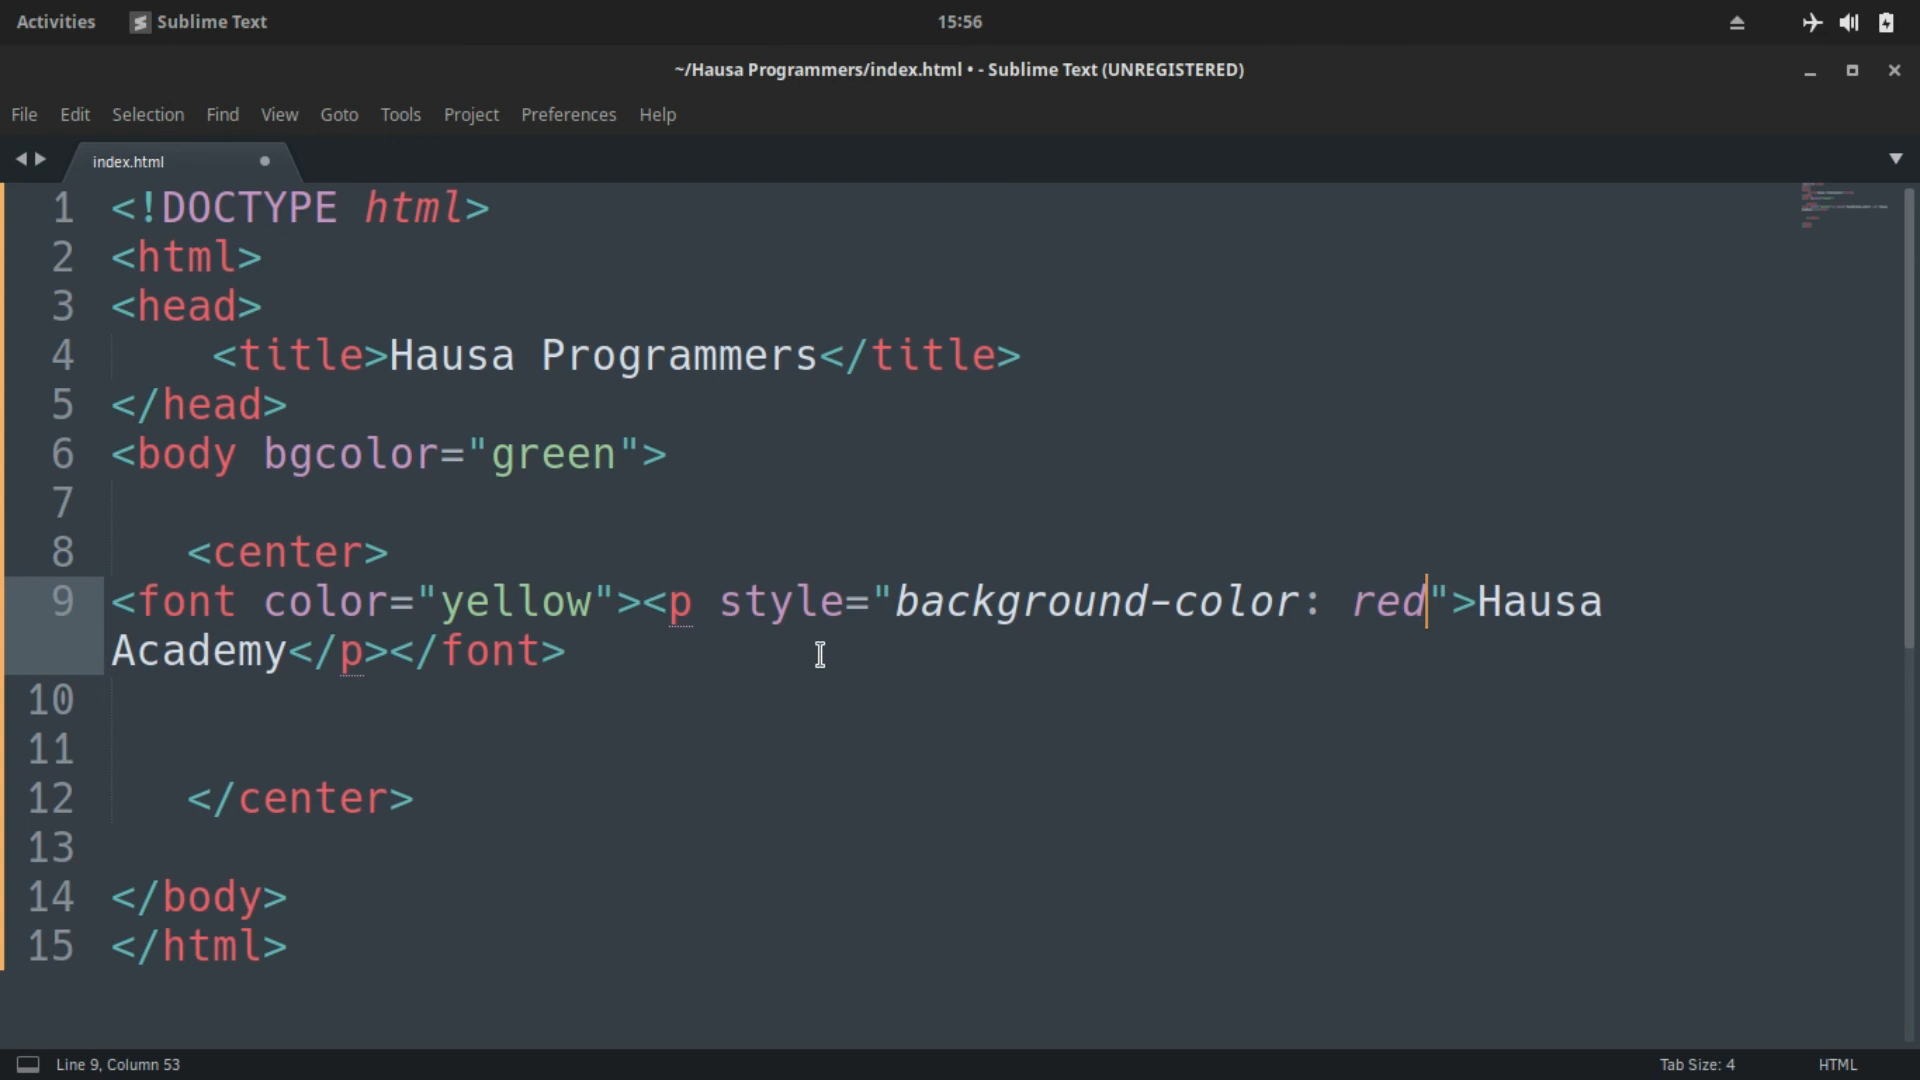 Activities Sublime Text 15:56
~/Hausa Programmers/index.html • - Sublime Text (UNREGISTERED)
File Edit Selection Find View Goto Tools Project Preferences Help
index.html
1 <!DOCTYPE html>
2 <html>
3 <head>
4 <title>Hausa Programmers</title>
5 </head>
6 <body bgcolor="green">
7
8 <center>
9 <font color="yellow"><p style="background-color: red">Hausa
Academy</p></font>
10
11
12 </center>
13
14 </body>
15 </html>
Line 9, Column 53 Tab Size: 4 HTML